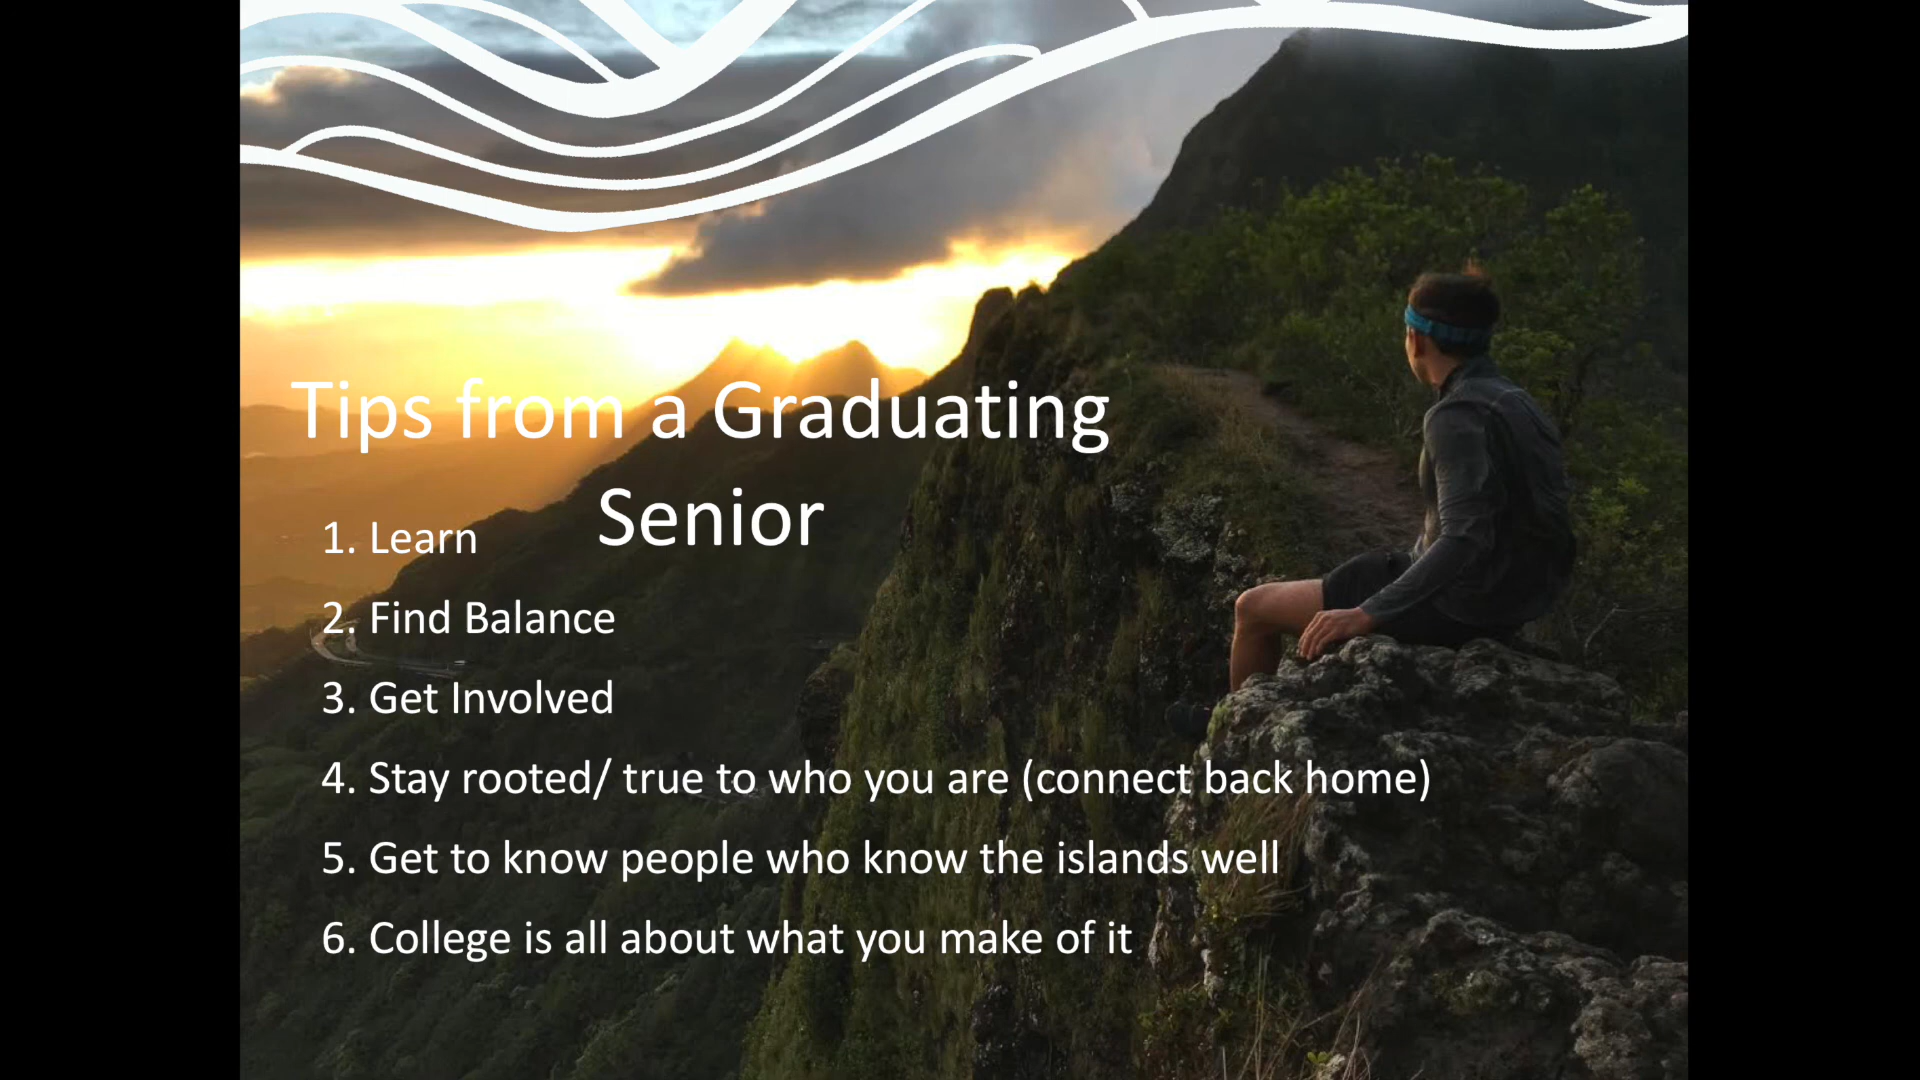 Tips from a Graduating
Senior
1. Learn
2. Find Balance
3. Get Involved
4. Stay rooted/ true to who you are (connect back home)
5. Get to know people who know the islands well
6. College is all about what you make of it